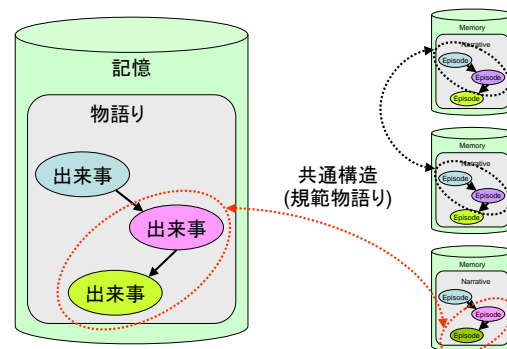 記憶
物語り
出来事
出来事
出来事
共通構造
(規範物語り)
Memory
Narrative
Episode
Episode
Episode
Memory
Narrative
Episode
Episode
Episode
Memory
Narrative
Episode
Episode
Episode